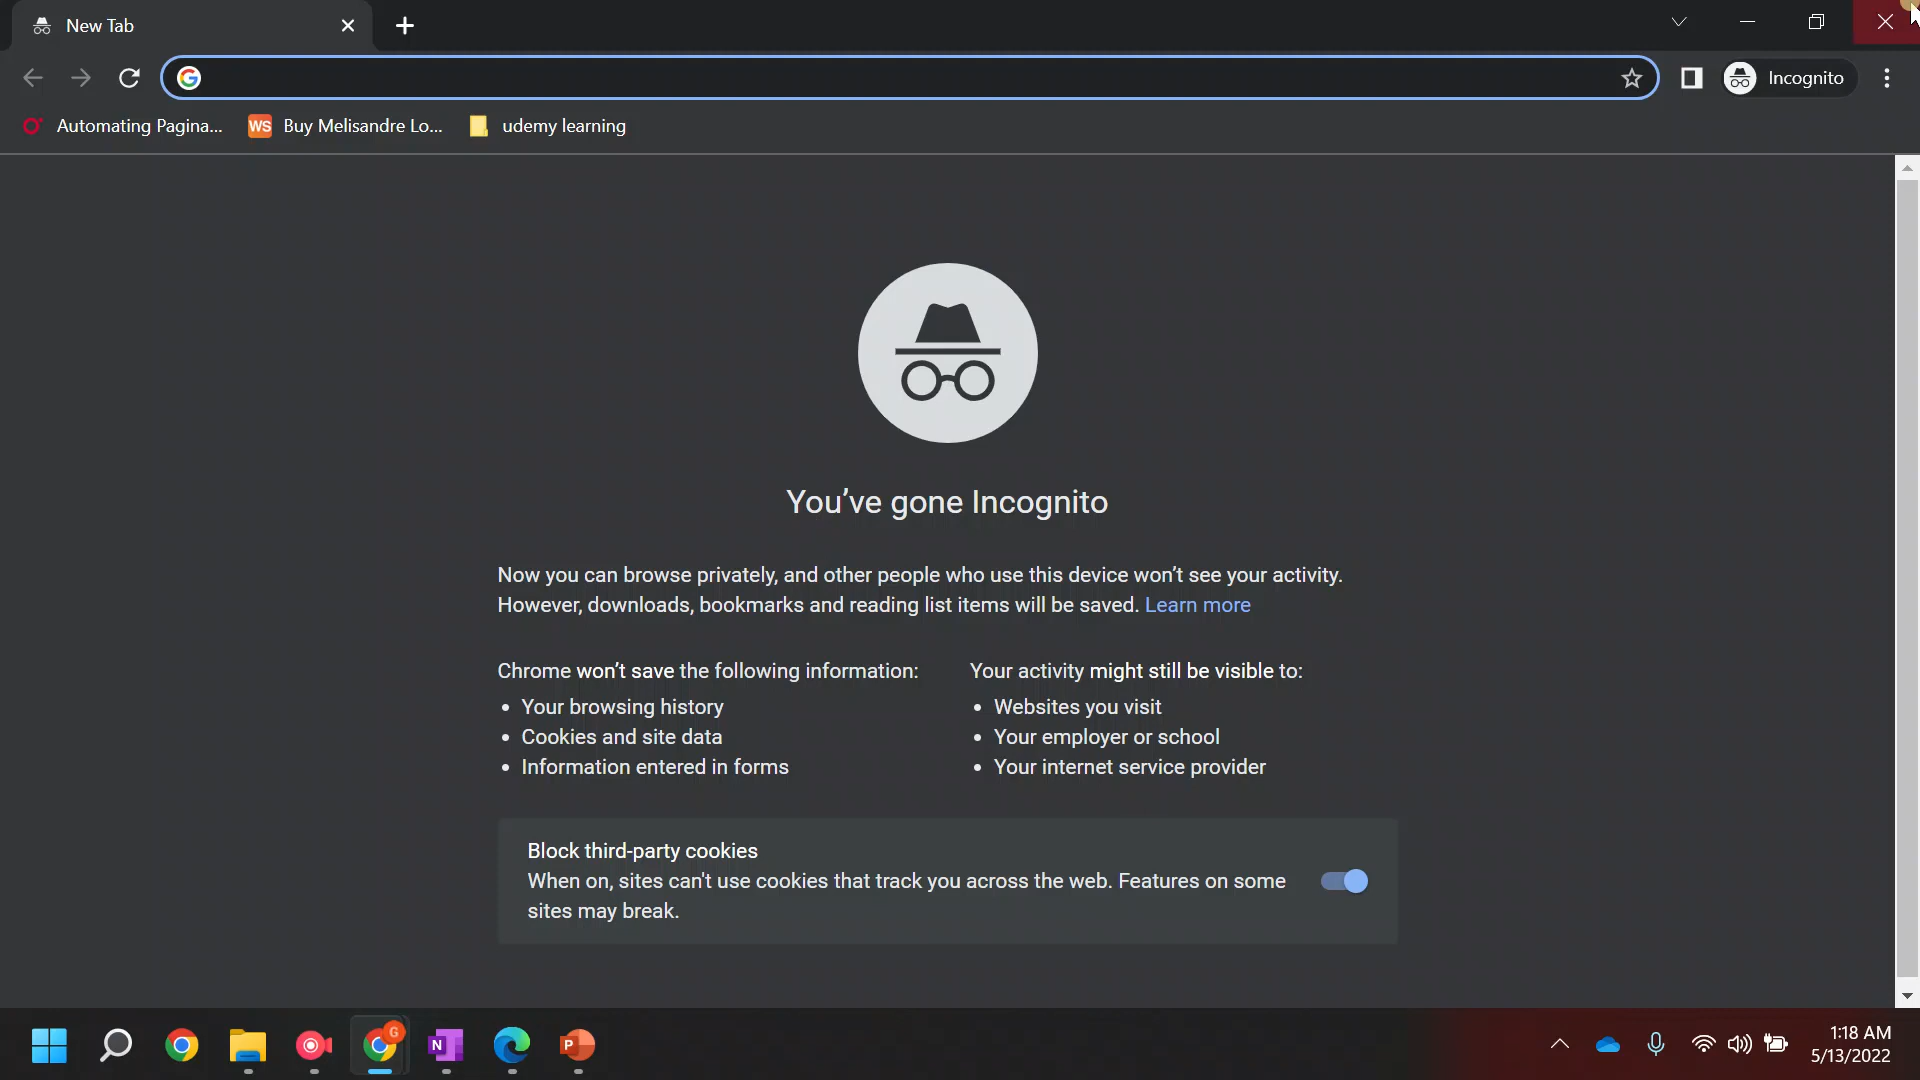 New Tab
Incognito
Automating Pagina...
WS Buy Melisandre Lo...
udemy learning
You've gone Incognito
Now you can browse privately, and other people who use this device won't see your activity.
However, downloads, bookmarks and reading list items will be saved. Learn more
Chrome won't save the following information:
Your browsing history
Cookies and site data
Information entered in forms
Your activity might still be visible to:
Websites you visit
Your employer or school
Your internet service provider
Block third-party cookies
When on, sites can't use cookies that track you across the web. Features on some
sites may break.
G
N
P
1:18 AM
5/13/2022